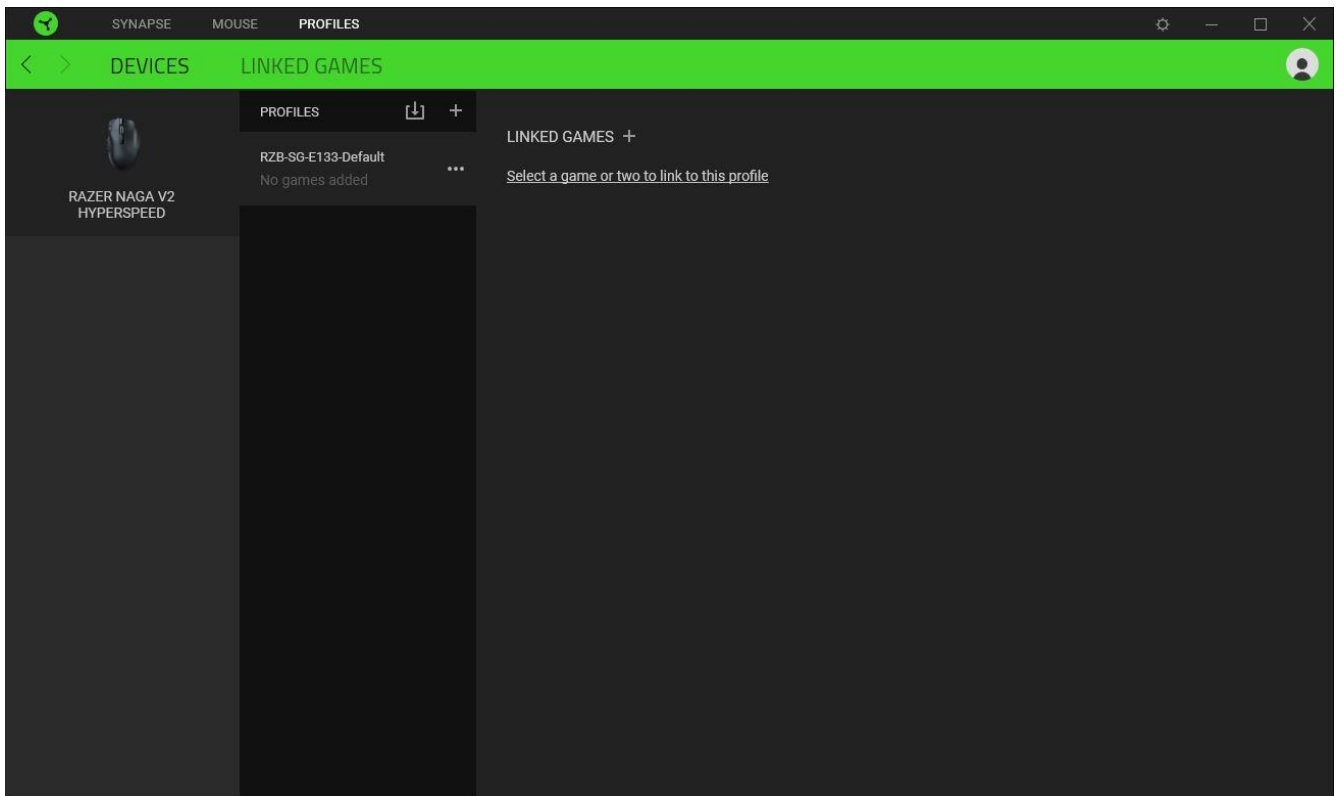 SYNAPSE MOUSE PROFILES
DEVICES LINKED GAMES
RAZER NAGA V2
HYPERSPEED
PROFILES
RZB-SG-E133-Default
No games added
LINKED GAMES
Select a game or two to link to this profile